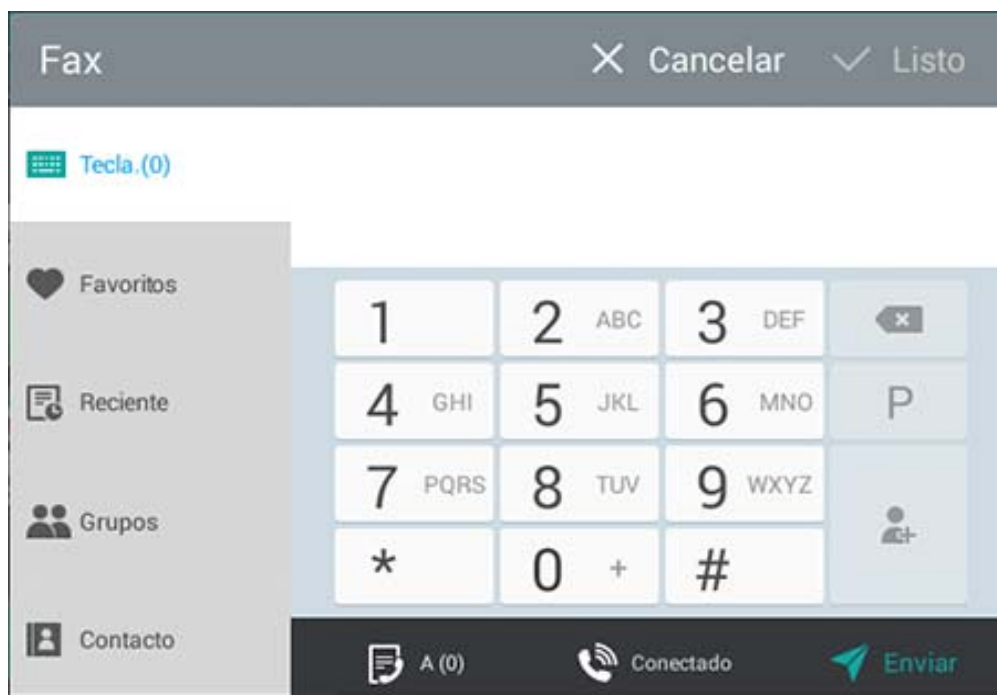 Fax
Cancelar
Listo
Tecla.(0)
Favoritos
Reciente
Grupos
Contacto
1
2 ABC
3 DEF
4 GHI
5 JKL
6 MNO
P
7 PQRS
8 TUV
9 WXYZ
*
0 +
#
A (0)
Conectado
Enviar